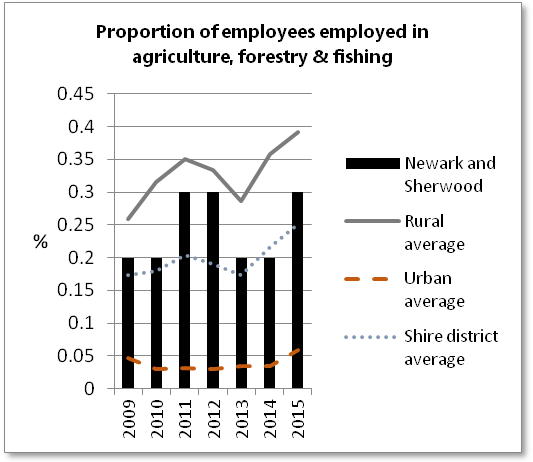 Proportion of employees employed in
agriculture, forestry & fishing
0.45
0.4
0.35
0.3
0.25
0.2
0.15
0.1
0.05
0
%
2009
2010
2011
2012
2013
2014
2015
Newark and
Sherwood
Rural
average
Urban
average
Shire district
average